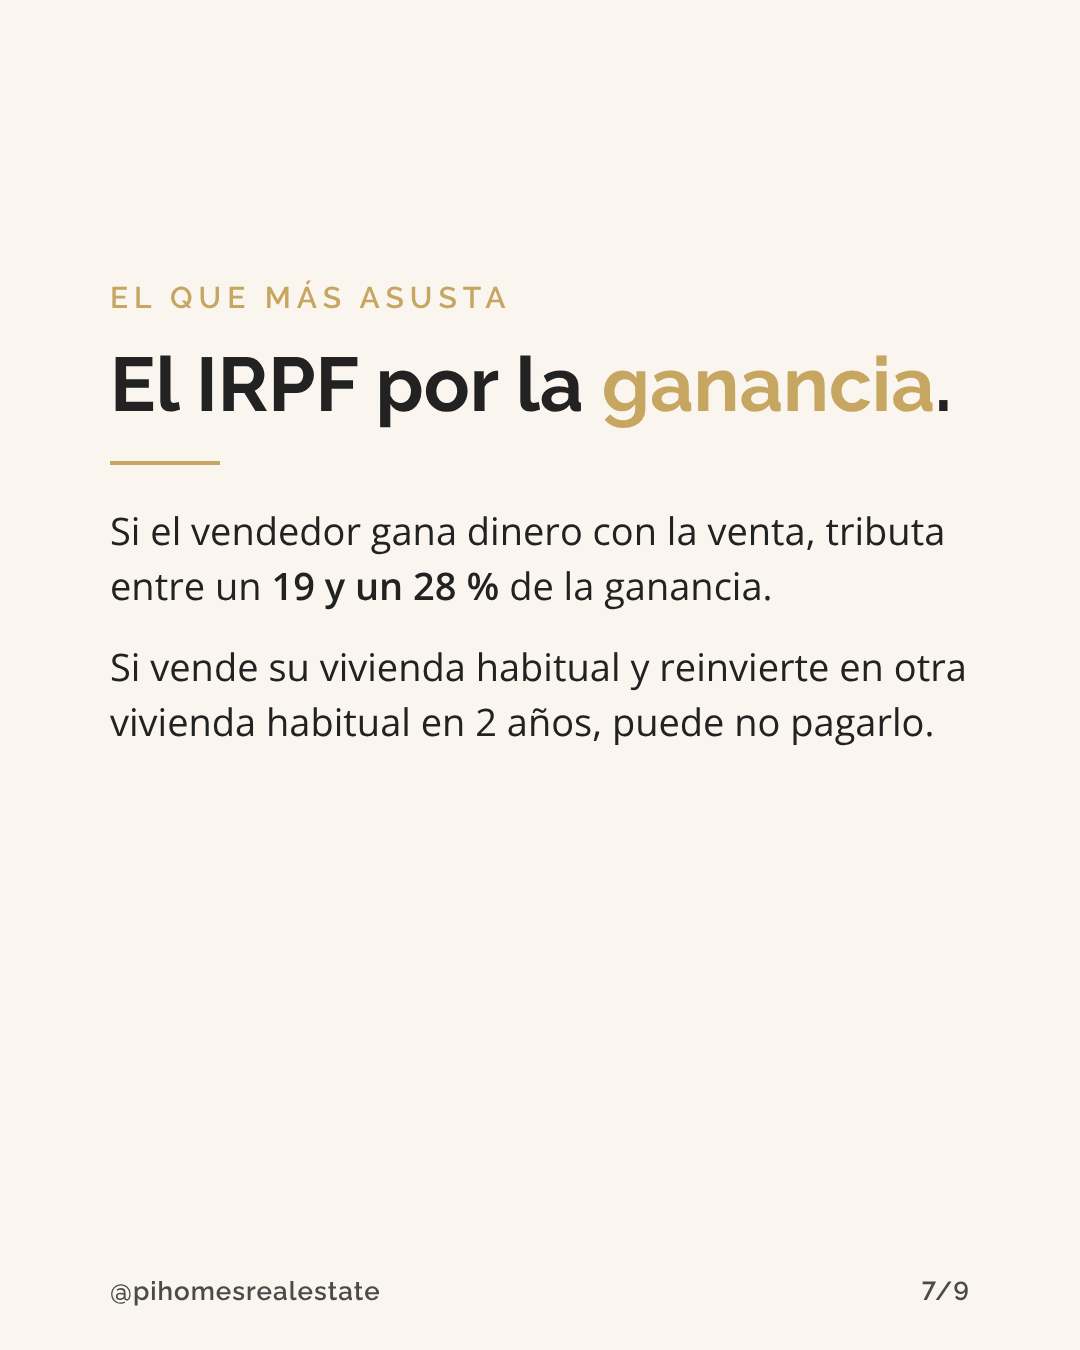 EL QUE MÁS ASUSTA
El IRPF por la ganancia.
Si el vendedor gana dinero con la venta, tributa
entre un 19 y un 28 % de la ganancia.
Si vende su vivienda habitual y reinvierte en otra
vivienda habitual en 2 años, puede no pagarlo.
@pihomesrealestate
7/9